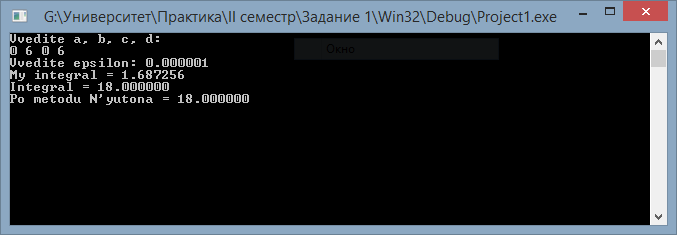 G:\Университет\Практика\II семестр\Задание 1\Win32\Debug\Project1.exe
Vvedite a, b, c, d:
Окно
0 6 0 6
Vvedite epsilon: 0.000001
My integral = 1.687256
Integral = 18.000000
Po metodu N'yutona = 18.000000